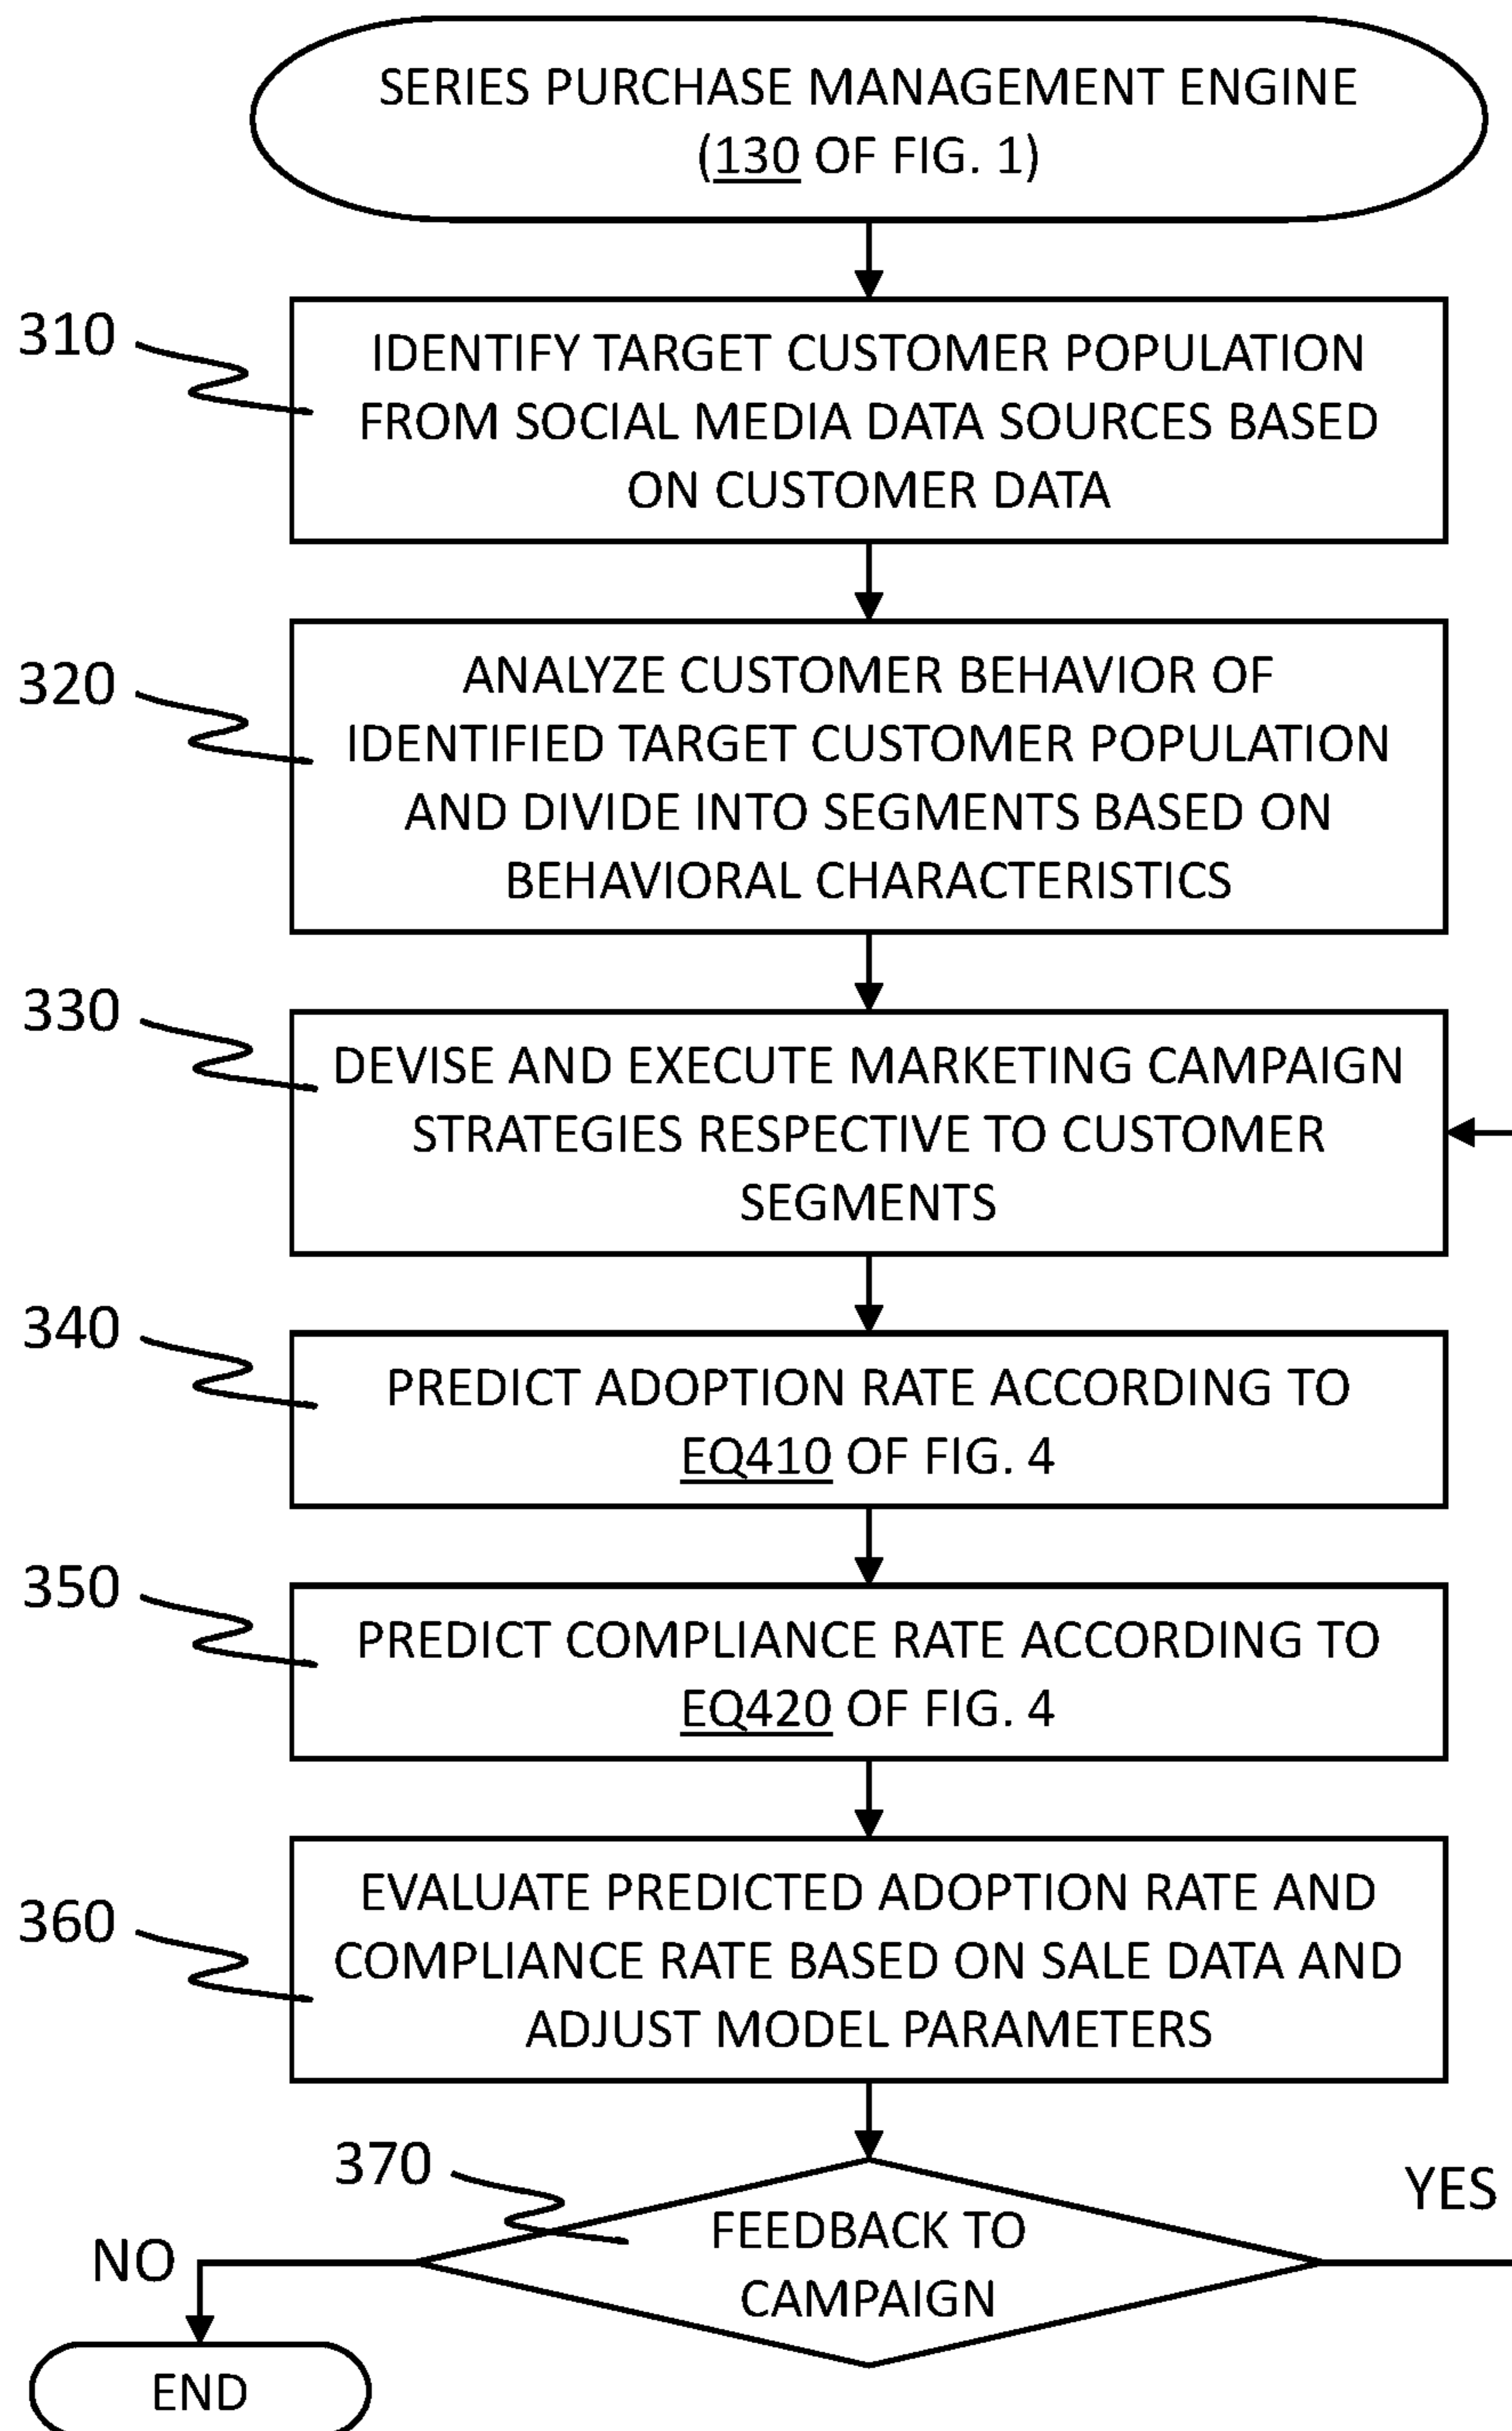 SERIES PURCHASE MANAGEMENT ENGINE
(130 OF FIG. 1)
310
IDENTIFY TARGET CUSTOMER POPULATION
FROM SOCIAL MEDIA DATA SOURCES BASED
ON CUSTOMER DATA
320
ANALYZE CUSTOMER BEHAVIOR OF
IDENTIFIED TARGET CUSTOMER POPULATION
AND DIVIDE INTO SEGMENTS BASED ON
BEHAVIORAL CHARACTERISTICS
330
DEVISE AND EXECUTE MARKETING CAMPAIGN
STRATEGIES RESPECTIVE TO CUSTOMER
SEGMENTS
340
PREDICT ADOPTION RATE ACCORDING TO
EQ410 OF FIG. 4
350
PREDICT COMPLIANCE RATE ACCORDING TO
EQ420 OF FIG. 4
360
EVALUATE PREDICTED ADOPTION RATE AND
COMPLIANCE RATE BASED ON SALE DATA AND
ADJUST MODEL PARAMETERS
370
FEEDBACK TO
CAMPAIGN
YES
NO
END